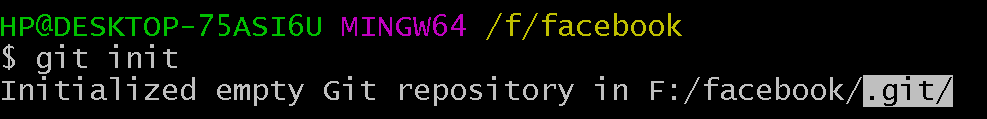 HP@DESKTOP-75ASI6U MINGW64 /f/facebook
$ git init
Initialized empty Git repository in F:/facebook/.git/